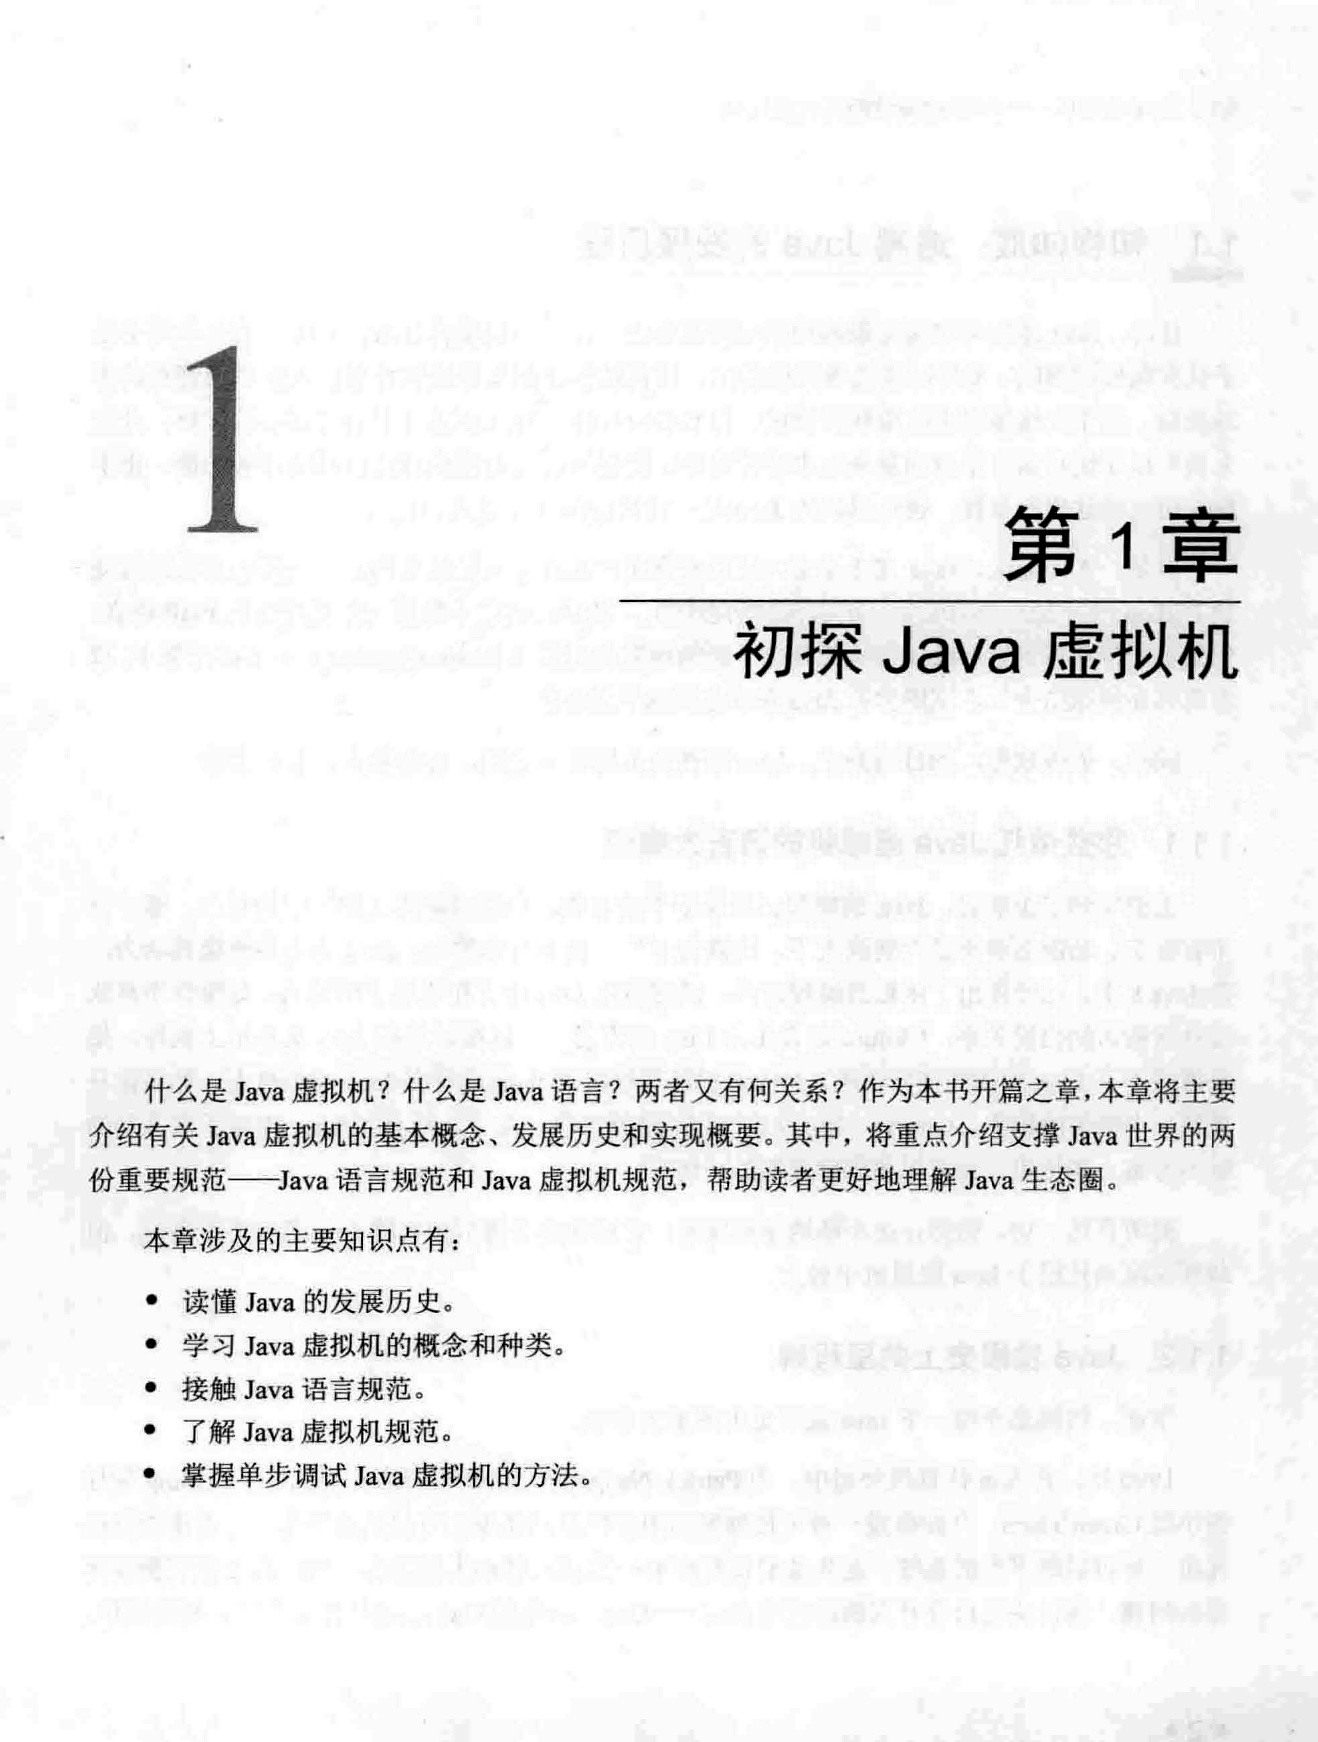 1
第 1 章
初探 Java 虚拟机
什么是 Java 虚拟机？什么是 Java 语言？两者又有何关系？作为本书开篇之章，本章将主要
介绍有关 Java 虚拟机的基本概念、发展历史和实现概要。其中，将重点介绍支撑 Java 世界的两
份重要规范——Java 语言规范和 Java 虚拟机规范，帮助读者更好地理解 Java 生态圈。
本章涉及的主要知识点有：
● 读懂 Java 的发展历史。
● 学习 Java 虚拟机的概念和种类。
● 接触 Java 语言规范。
● 了解 Java 虚拟机规范。
● 掌握单步调试 Java 虚拟机的方法。